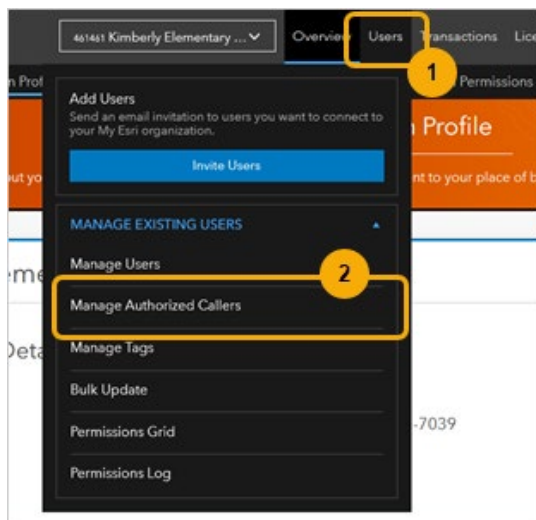 461461 Kimberly Elementary ... Overview Users Transactions Lice
n Prof Permissions
1
Add Users
Send an email invitation to users you want to connect to
your My Esri organization.
Profile
Invite Users
out yo nt to your place of b
MANAGE EXISTING USERS
Manage Users
2
eme
Manage Authorized Callers
Deta
Manage Tags
Bulk Update
-7039
Permissions Grid
Permissions Log